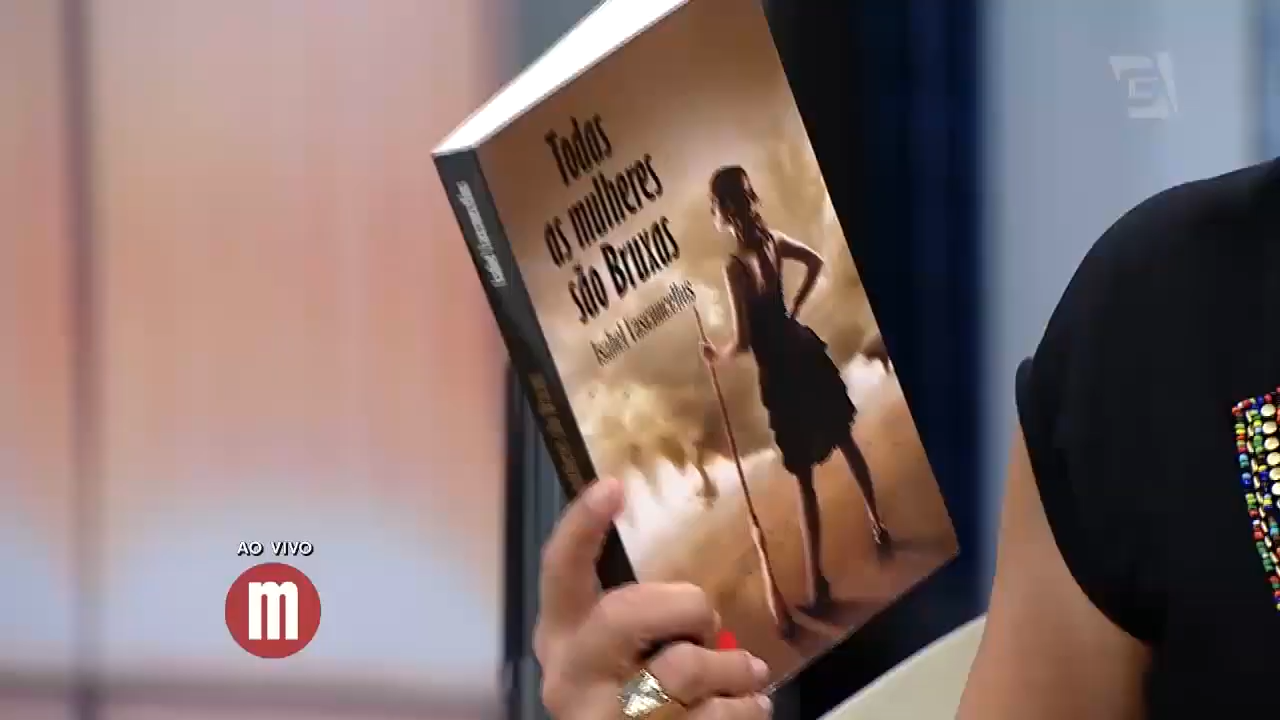 Todas
as mulheres
são Bruxas
Isabel Vasconcellos
AO VIVO
m